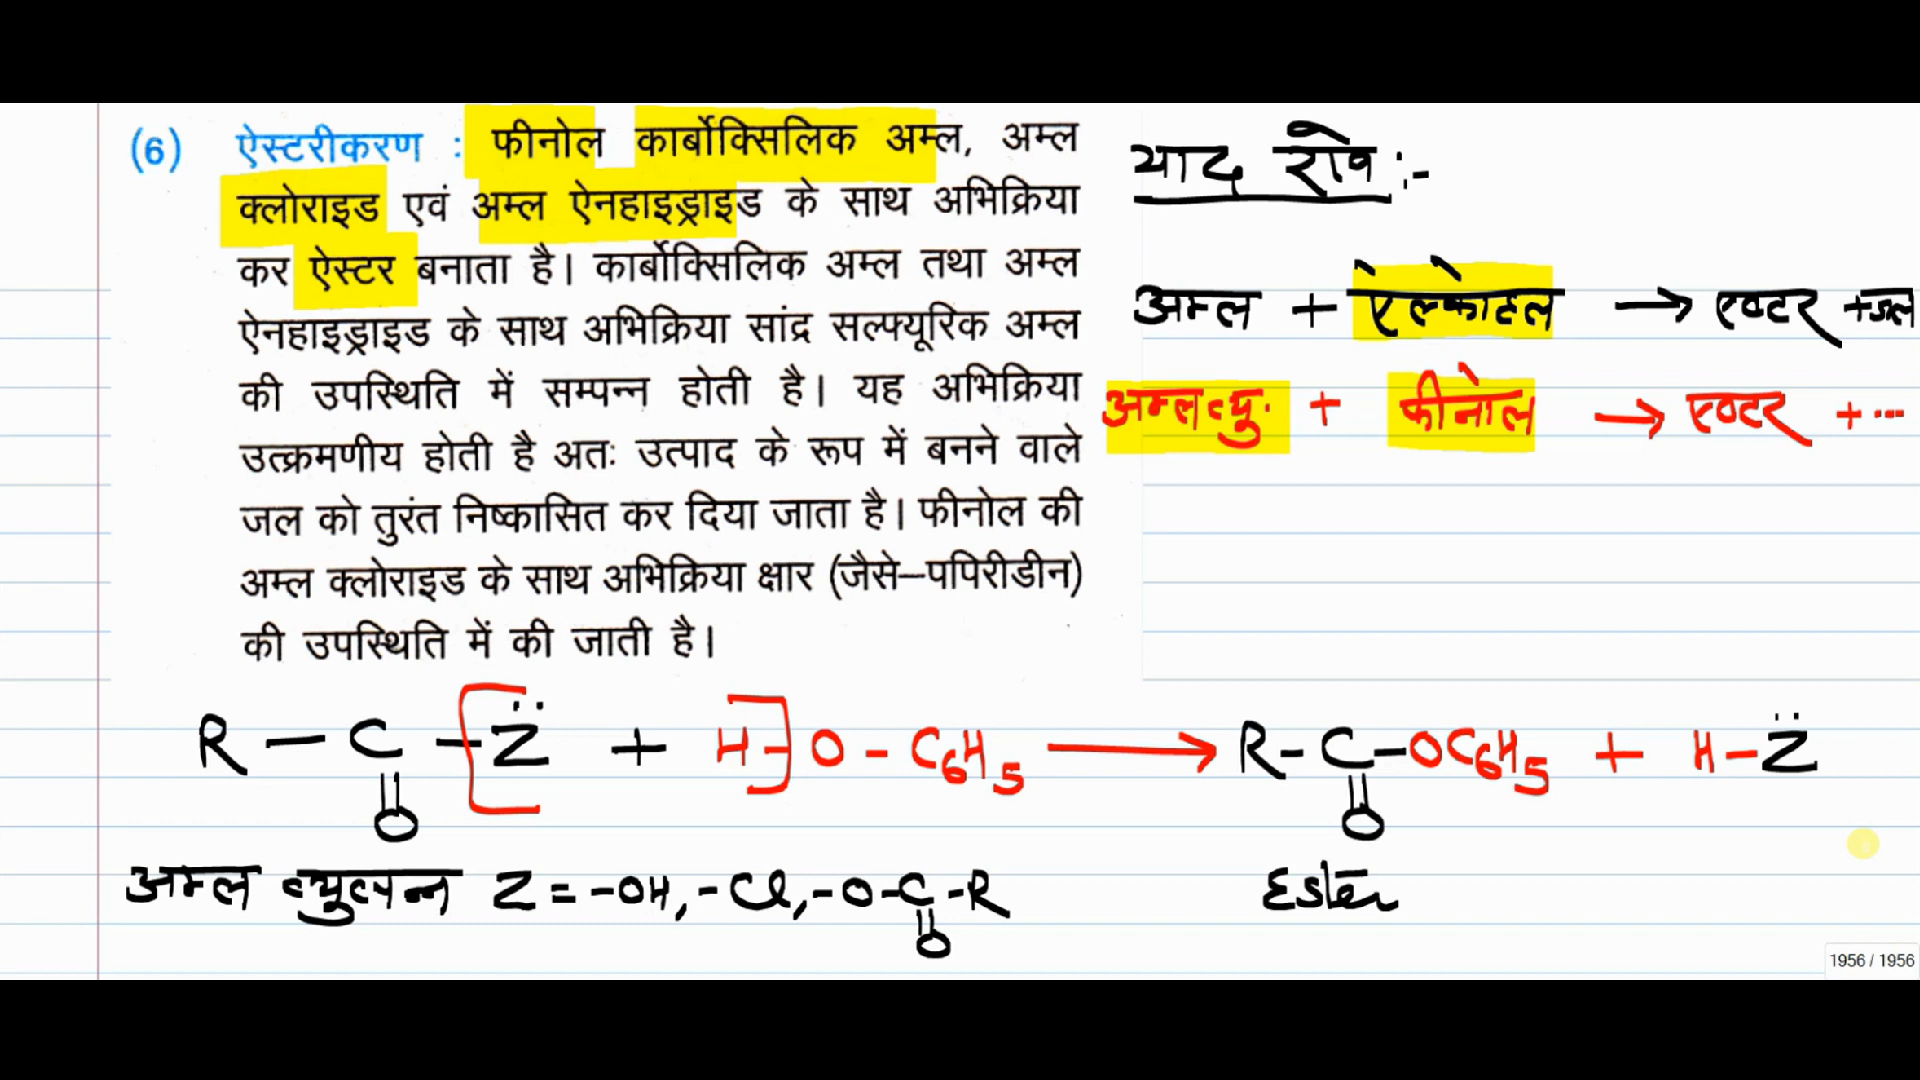 (6) ऐस्टरीकरण : फीनोल कार्बोक्सिलिक अम्ल, अम्ल
क्लोराइड एवं अम्ल ऐनहाइड्राइड के साथ अभिक्रिया
कर ऐस्टर बनाता है। कार्बोक्सिलिक अम्ल तथा अम्ल
ऐनहाइड्राइड के साथ अभिक्रिया सांद्र सल्फ्यूरिक अम्ल
की उपस्थिति में सम्पन्न होती है। यह अभिक्रिया
उत्क्रमणीय होती है अतः उत्पाद के रूप में बनने वाले
जल को तुरंत निष्कासित कर दिया जाता है। फीनोल की
अम्ल क्लोराइड के साथ अभिक्रिया क्षार (जैसे–पपिरीडीन)
की उपस्थिति में की जाती है।
याद :-
अम्ल + ऐल्कोहल → एस्टर + जल
अम्ल व्यु. + फीनोल → एस्टर + ...
R – C – Z̈ + H – O – C6H5 → R – C – OC6H5 + H – Z̈
O O
अम्ल व्युत्पन्न Z = -OH, -Cl, -O-C-R Ester
O
1956 / 1956